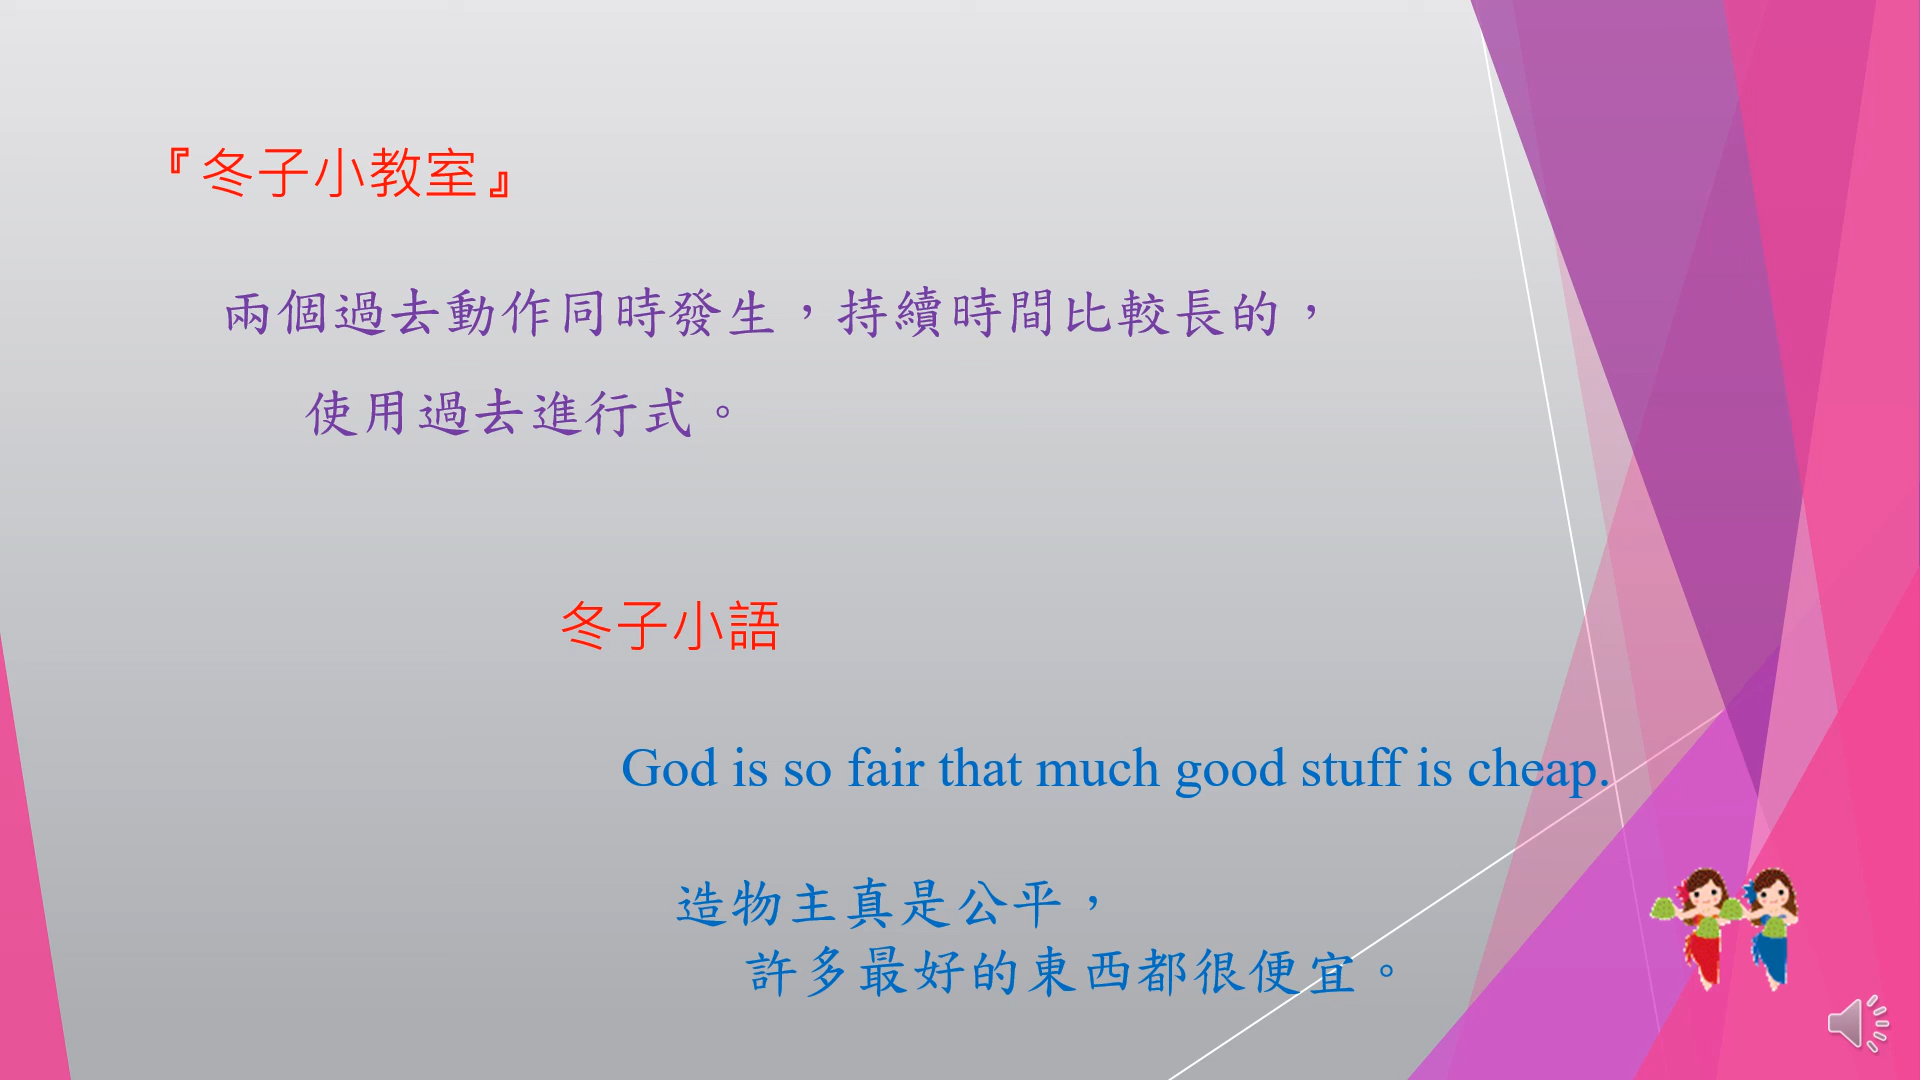 『冬子小教室』
兩個過去動作同時發生，持續時間比較長的，
使用過去進行式。
冬子小語
God is so fair that much good stuff is cheap.
造物主真是公平，
許多最好的東西都很便宜。